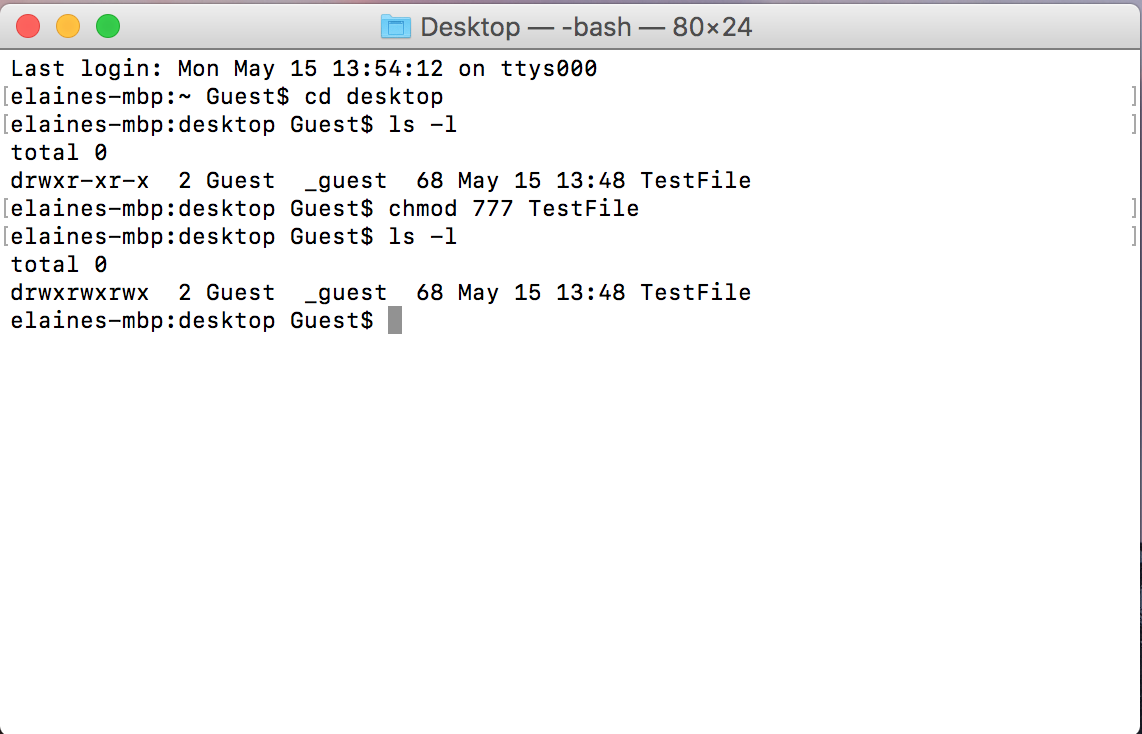 Desktop — -bash — 80×24
Last login: Mon May 15 13:54:12 on ttys000
[elaines-mbp:~ Guest$ cd desktop ]
[elaines-mbp:desktop Guest$ ls -l ]
total 0
drwxr-xr-x  2 Guest  _guest  68 May 15 13:48 TestFile
[elaines-mbp:desktop Guest$ chmod 777 TestFile ]
[elaines-mbp:desktop Guest$ ls -l ]
total 0
drwxrwxrwx  2 Guest  _guest  68 May 15 13:48 TestFile
elaines-mbp:desktop Guest$